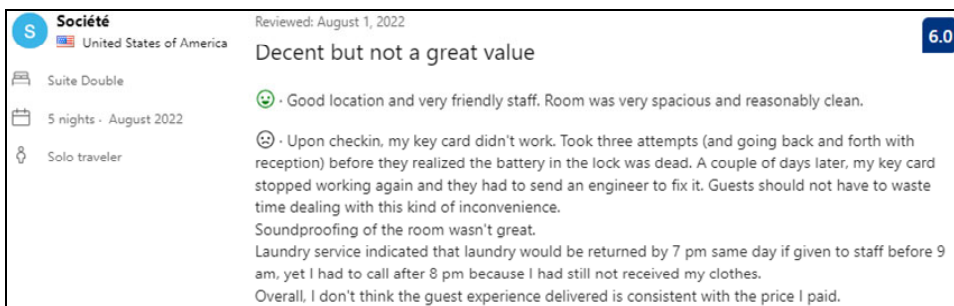 S
Société
United States of America
Suite Double
5 nights · August 2022
Solo traveler
Reviewed: August 1, 2022
6.0
Decent but not a great value
· Good location and very friendly staff. Room was very spacious and reasonably clean.
· Upon checkin, my key card didn't work. Took three attempts (and going back and forth with
reception) before they realized the battery in the lock was dead. A couple of days later, my key card
stopped working again and they had to send an engineer to fix it. Guests should not have to waste
time dealing with this kind of inconvenience.
Soundproofing of the room wasn't great.
Laundry service indicated that laundry would be returned by 7 pm same day if given to staff before 9
am, yet I had to call after 8 pm because I had still not received my clothes.
Overall, I don't think the guest experience delivered is consistent with the price I paid.